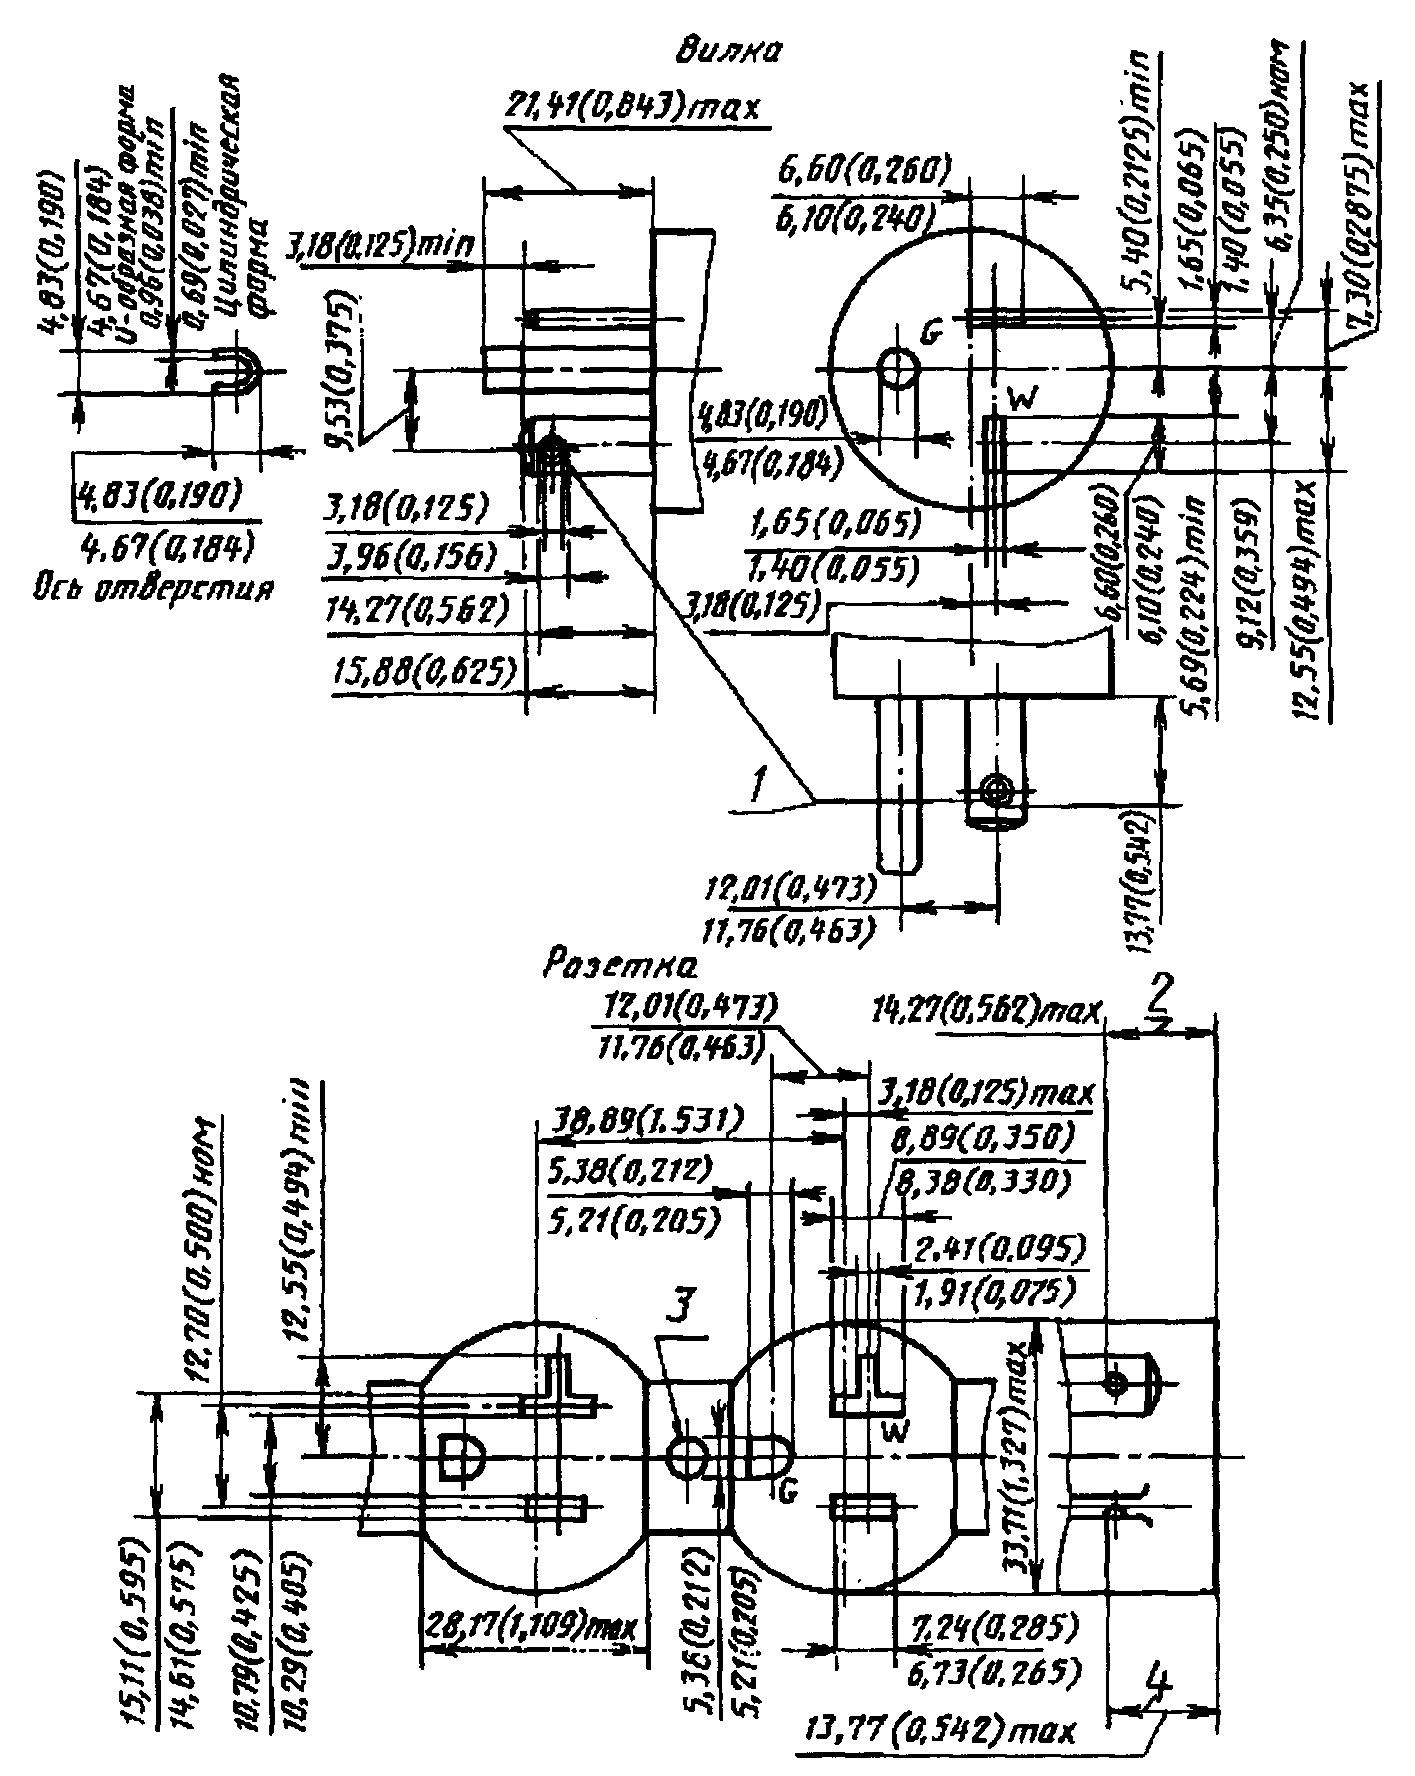 Вилка
21,41(0,843)max
4,83(0,190)
4,67(0,184)
U-образная форма
0,96(0,038)min
0,69(0,027)min
Цилиндрическая
форма
3,18(0,125)min
9,53(0,375)
4,83(0,190)
4,67(0,184)
Ось отверстия
3,18(0,125)
3,96(0,156)
14,27(0,562)
15,88(0,625)
6,60(0,260)
6,10(0,240)
G
W
4,83(0,190)
4,67(0,184)
1,65(0,065)
1,40(0,055)
3,18(0,125)
5,40(0,2125)min
1,65(0,065)
1,40(0,055)
6,35(0,250)ном
7,30(0,2875)max
6,60(0,260)
6,10(0,240)
5,69(0,224)min
9,12(0,359)
12,55(0,494)max
1
13,77(0,542)
12,01(0,473)
11,76(0,463)
Розетка
12,01(0,473)
11,76(0,463)
14,27(0,562)max
2
3,18(0,125)max
38,89(1.531)
8,89(0,350)
8,38(0,330)
5,38(0,212)
5,21(0,205)
2.41(0.095)
1,91(0,075)
12,70(0.500)ном
12,55(0,494)min
3
W
G
33,71(1,327)max
15,11(0,595)
14,61(0,575)
10,79(0,425)
10,29(0,405)
28,17(1,109)max
5,38(0,212)
5,21(0,205)
7,24(0,285)
6,73(0,265)
4
13,77(0,542)max